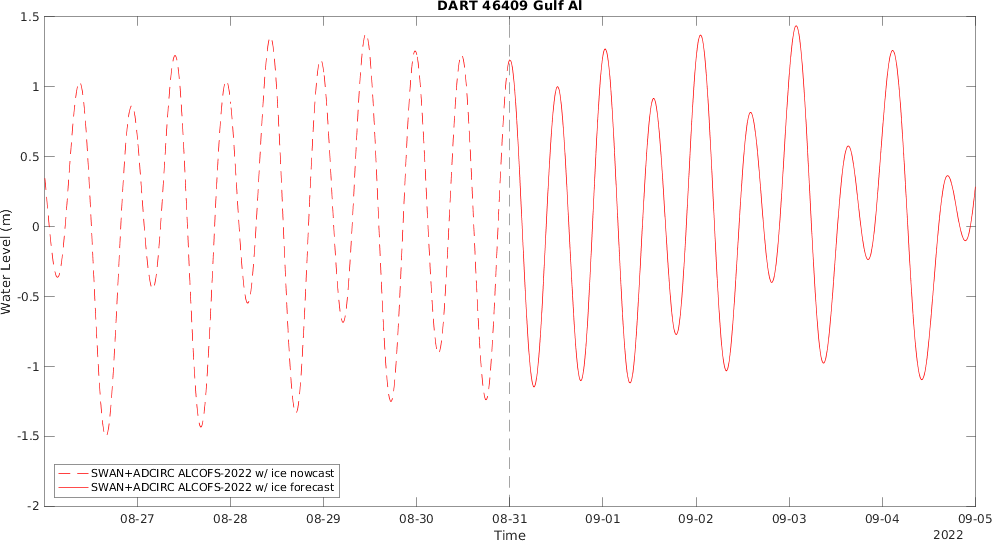 DART 46409 Gulf Al
1.5
1
0.5
0
-0.5
-1
-1.5
-2
Water Level (m)
SWAN+ADCIRC ALCOFS-2022 w/ ice nowcast
SWAN+ADCIRC ALCOFS-2022 w/ ice forecast
08-27 08-28 08-29 08-30 08-31 09-01 09-02 09-03 09-04 09-05
Time
2022